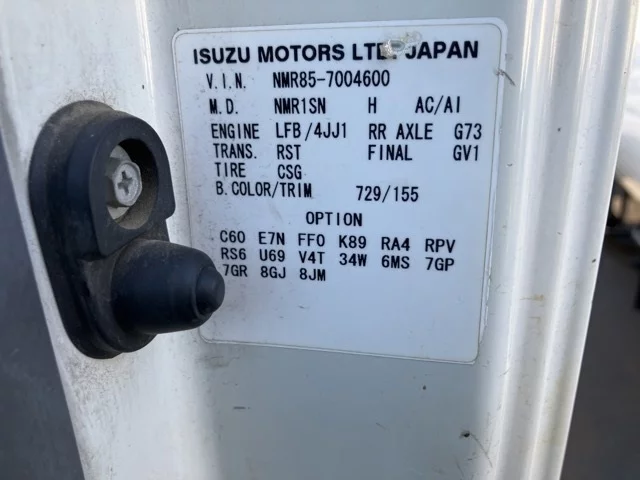 ISUZU MOTORS LTD. JAPAN
V.I.N. NMR85-7004600
M.D. NMR1SN H AC/AI
ENGINE LFB/4JJ1 RR AXLE G73
TRANS. RST FINAL GV1
TIRE CSG
B.COLOR/TRIM 729/155
OPTION
C60 E7N FF0 K89 RA4 RPV
RS6 U69 V4T 34W 6MS 7GP
7GR 8GJ 8JM